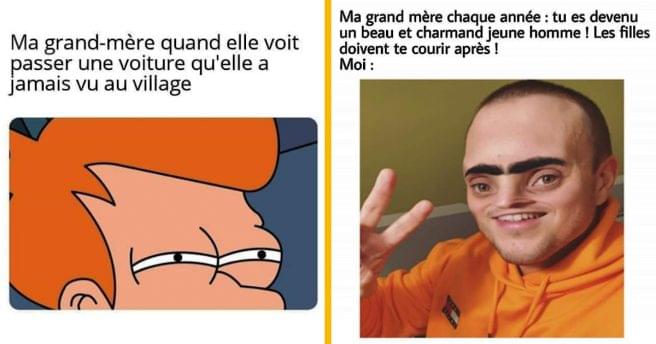 Ma grand-mère quand elle voit
passer une voiture qu'elle a
jamais vu au village
Ma grand mère chaque année : tu es devenu
un beau et charmand jeune homme ! Les filles
doivent te courir après !
Moi :